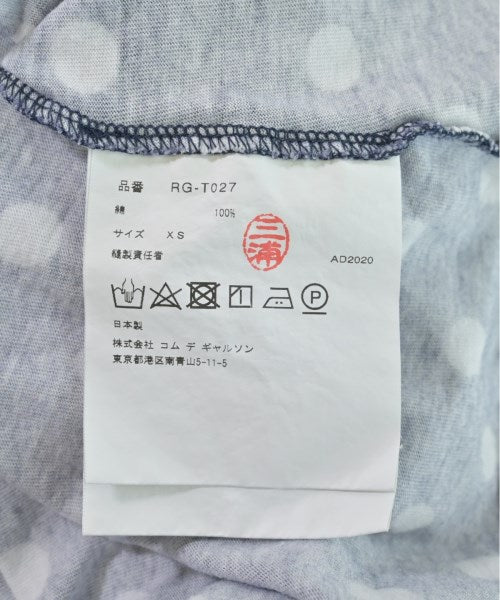 品番 RG-T027
綿 100%
サイズ XS
三浦
縫製責任者 AD2020
P
日本製
株式会社 コム デ ギャルソン
東京都港区南青山5-11-5